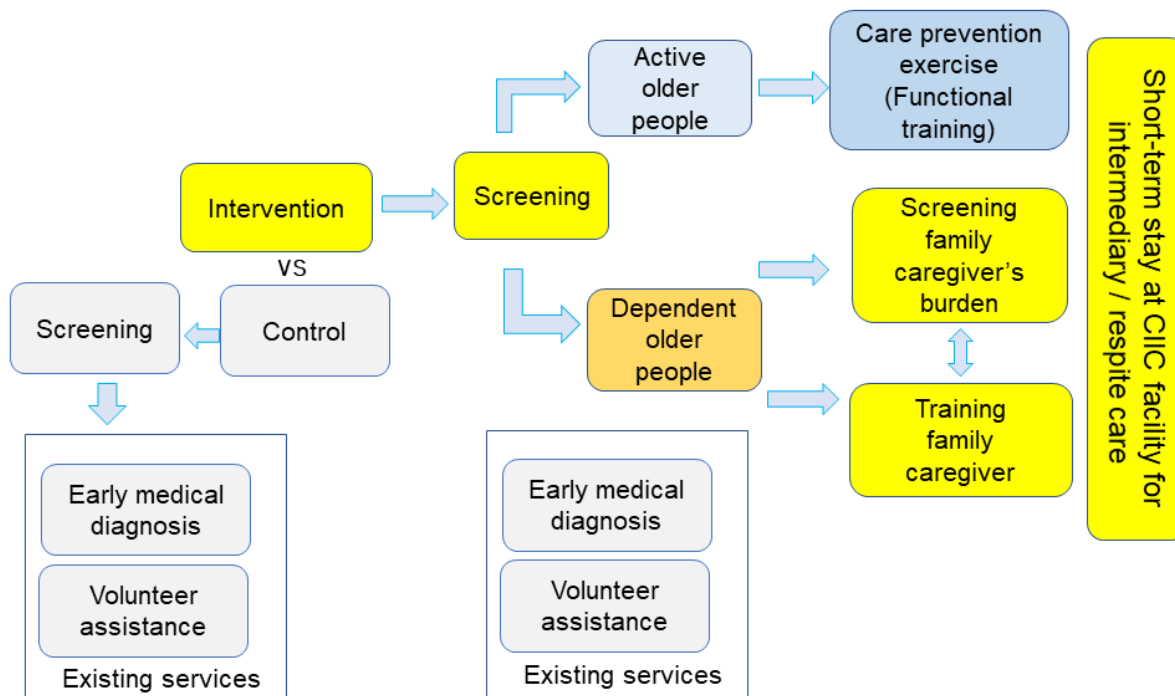 Active
older
people
Care prevention
exercise
(Functional
training)
Short-term stay at CIIC facility for
intermediary / respite care
Intervention
Screening
Screening
family
caregiver's
burden
vs
Screening
Control
Dependent
older
people
Training
family
caregiver
Early medical
diagnosis
Volunteer
assistance
Existing services
Early medical
diagnosis
Volunteer
assistance
Existing services